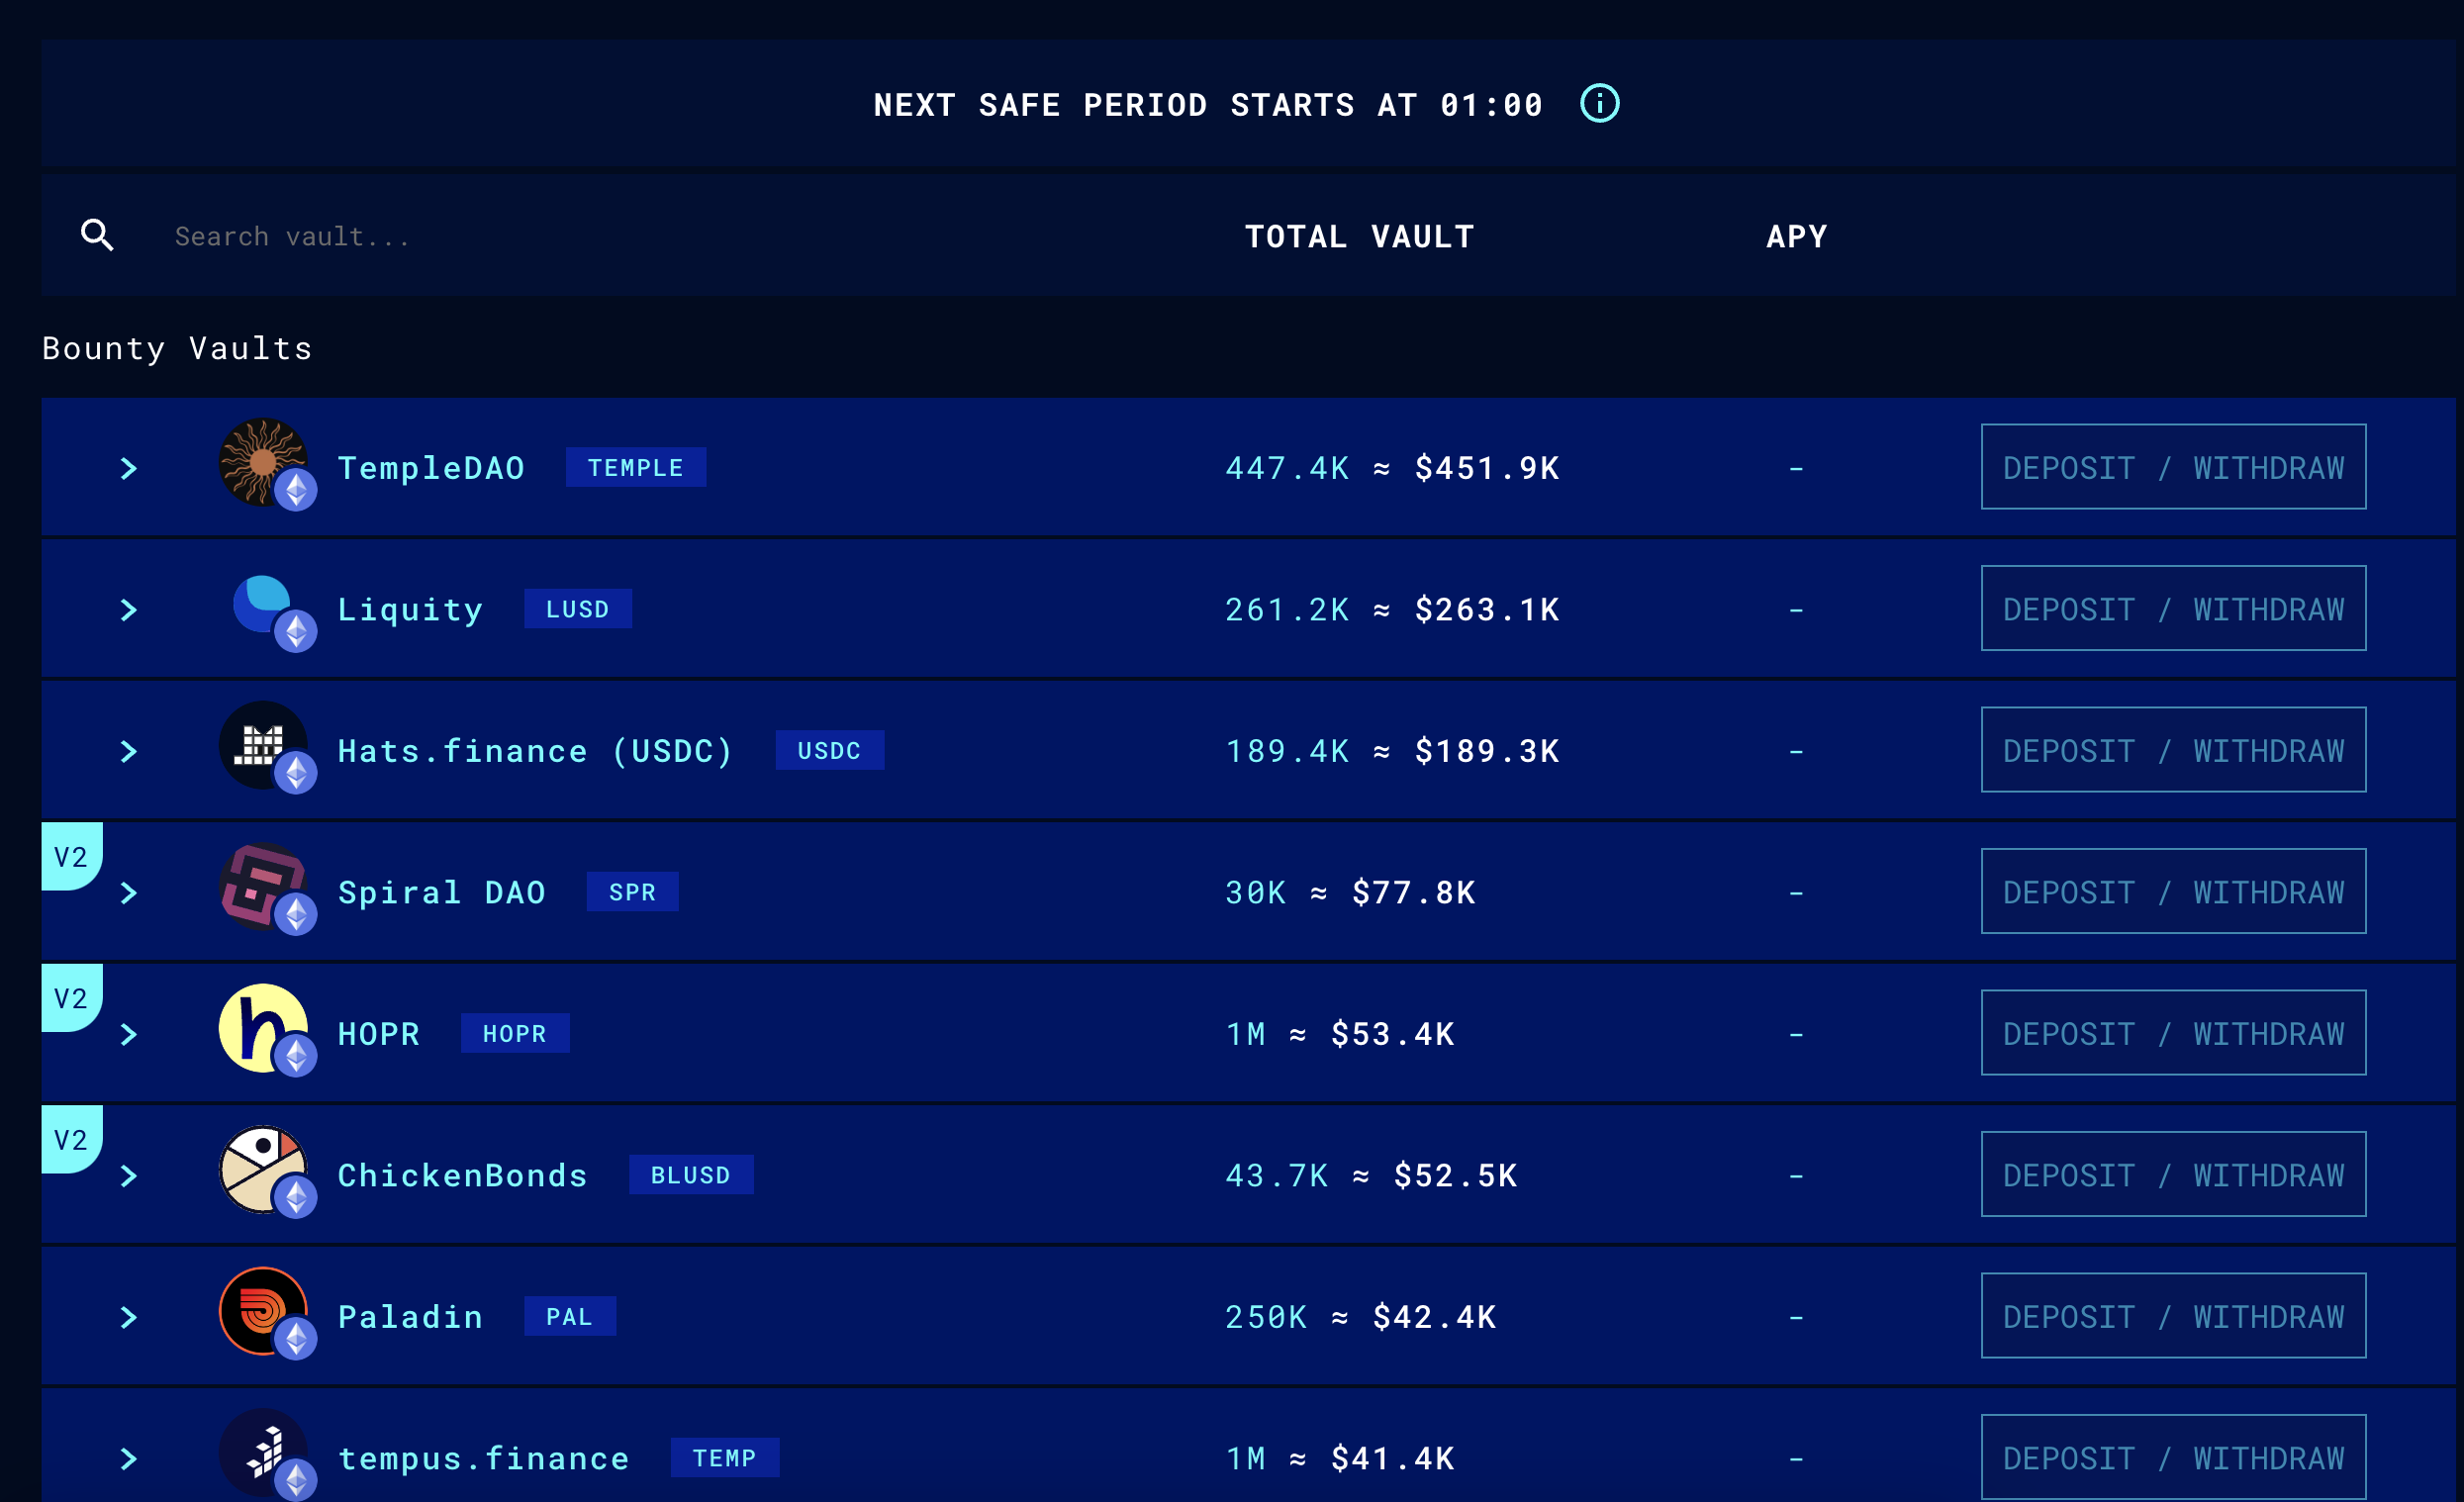 NEXT SAFE PERIOD STARTS AT 01:00
Search vault... TOTAL VAULT APY
Bounty Vaults
TempleDAO TEMPLE 447.4K ≈ $451.9K - DEPOSIT / WITHDRAW
Liquity LUSD 261.2K ≈ $263.1K - DEPOSIT / WITHDRAW
Hats.finance (USDC) USDC 189.4K ≈ $189.3K - DEPOSIT / WITHDRAW
V2 Spiral DAO SPR 30K ≈ $77.8K - DEPOSIT / WITHDRAW
V2 HOPR HOPR 1M ≈ $53.4K - DEPOSIT / WITHDRAW
V2 ChickenBonds BLUSD 43.7K ≈ $52.5K - DEPOSIT / WITHDRAW
Paladin PAL 250K ≈ $42.4K - DEPOSIT / WITHDRAW
tempus.finance TEMP 1M ≈ $41.4K - DEPOSIT / WITHDRAW